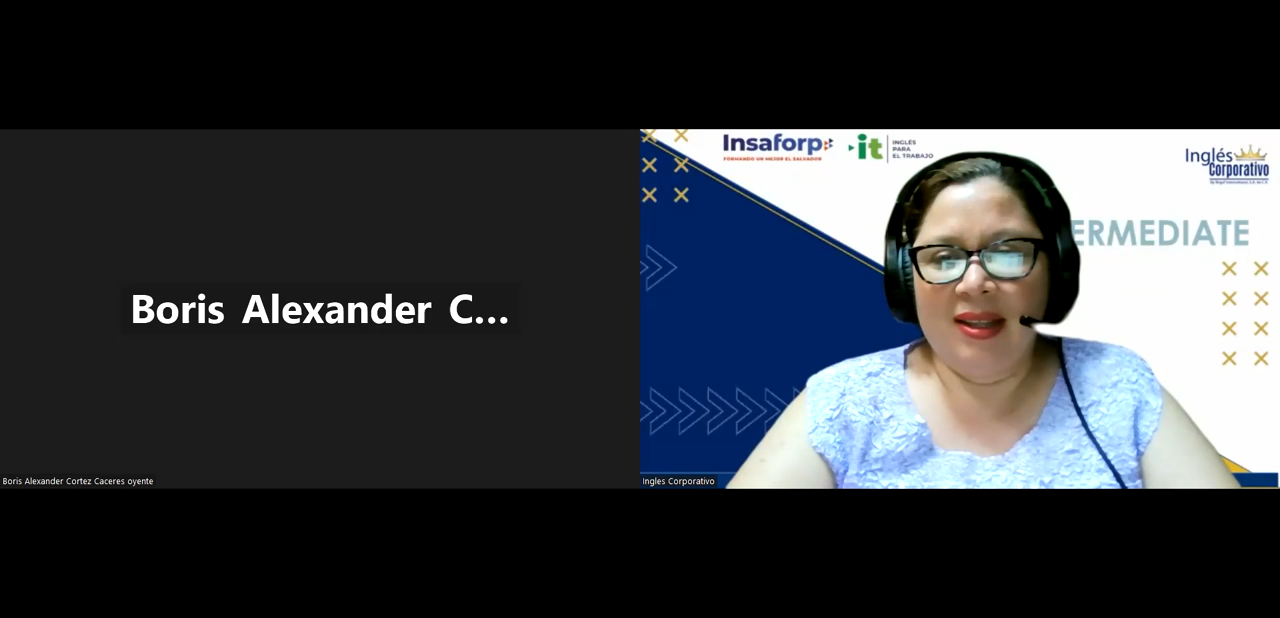 Boris Alexander C...
Boris Alexander Cortez Caceres oyente
Insaforp
FORMANDO UN MEJOR EL SALVADOR
it
INGLÉS
PARA
EL TRABAJO
Inglés
Corporativo
ERMEDIATE
Ingles Corporativo